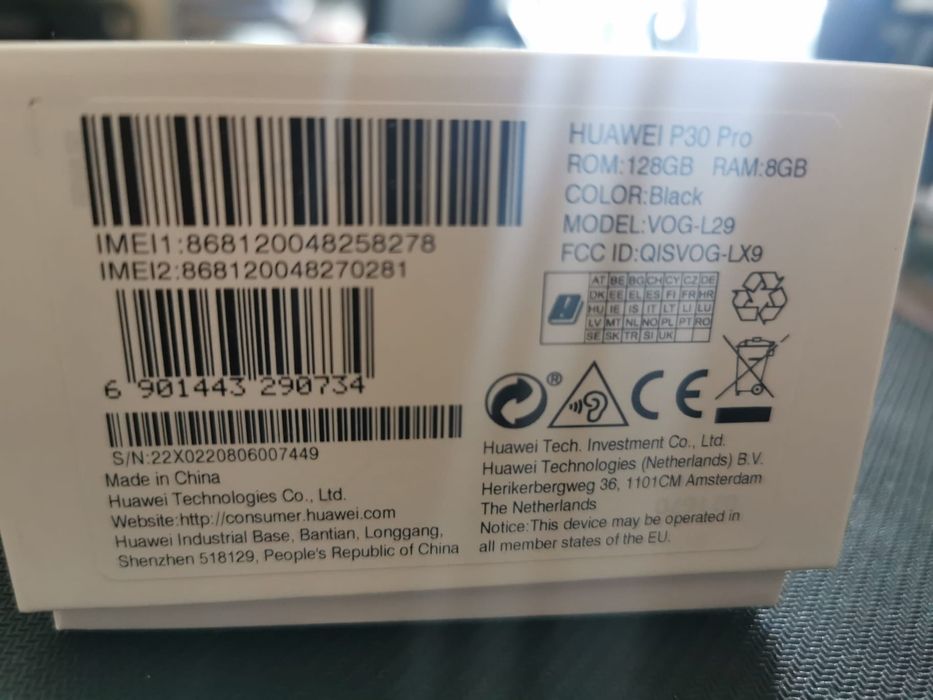 IMEI1:868120048258278
IMEI2:868120048270281
6 901443 290734
S/N:22X0220806007449
Made in China
Huawei Technologies Co., Ltd.
Website:http://consumer.huawei.com
Huawei Industrial Base, Bantian, Longgang,
Shenzhen 518129, People's Republic of China
HUAWEI P30 Pro
ROM:128GB RAM:8GB
COLOR:Black
MODEL:VOG-L29
FCC ID:QISVOG-LX9
AT BE BG CH CY CZ DE
DK EE EL ES FI FR HR
HU IE IS IT LT LI LU
LV MT NL NO PL PT RO
SE SK TR SI UK
® CE
Huawei Tech. Investment Co., Ltd.
Huawei Technologies (Netherlands) B.V.
Herikerbergweg 36, 1101CM Amsterdam
The Netherlands
Notice:This device may be operated in
all member states of the EU.